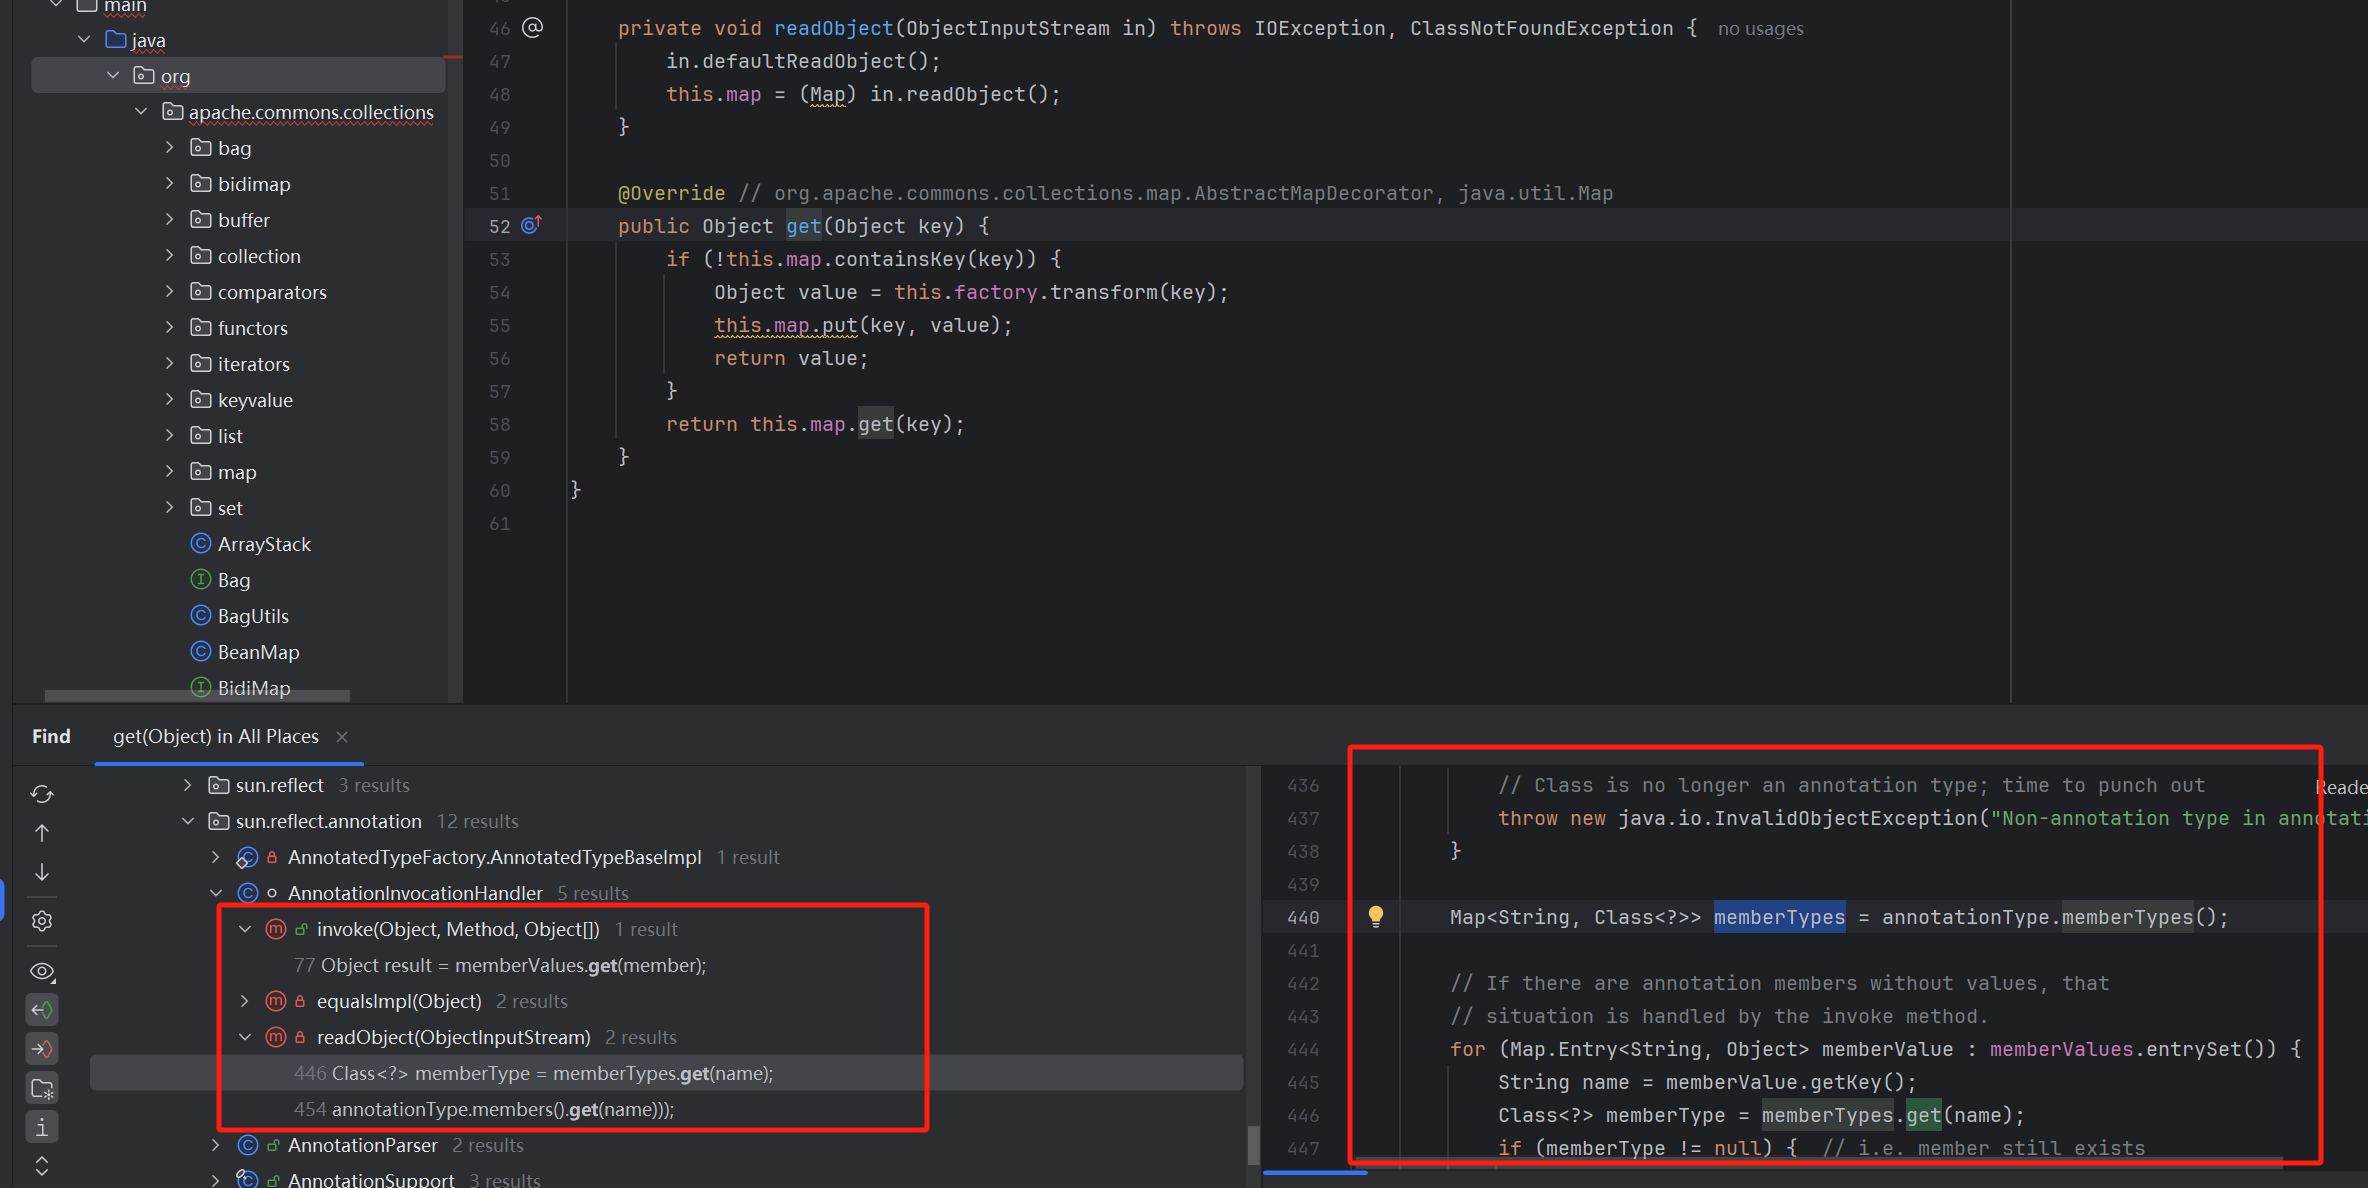 main
java
org
apache.commons.collections
bag
bidimap
buffer
collection
comparators
functors
iterators
keyvalue
list
map
set
ArrayStack
Bag
BagUtils
BeanMap
BidiMap
46 @ private void readObject(ObjectInputStream in) throws IOException, ClassNotFoundException { no usages
47 in.defaultReadObject();
48 this.map = (Map) in.readObject();
49 }
50
51 @Override // org.apache.commons.collections.map.AbstractMapDecorator, java.util.Map
52 public Object get(Object key) {
53 if (!this.map.containsKey(key)) {
54 Object value = this.factory.transform(key);
55 this.map.put(key, value);
56 return value;
57 }
58 return this.map.get(key);
59 }
60 }
61
Find get(Object) in All Places
sun.reflect 3 results
sun.reflect.annotation 12 results
AnnotatedTypeFactory.AnnotatedTypeBaseImpl 1 result
AnnotationInvocationHandler 5 results
invoke(Object, Method, Object[]) 1 result
77 Object result = memberValues.get(member);
equalsImpl(Object) 2 results
readObject(ObjectInputStream) 2 results
446 Class<?> memberType = memberTypes.get(name);
454 annotationType.members().get(name)));
AnnotationParser 2 results
AnnotationSupport 3 results
436 // Class is no longer an annotation type; time to punch out
Reade
437 throw new java.io.InvalidObjectException("Non-annotation type in annotati
438 }
439
440 Map<String, Class<?>> memberTypes = annotationType.memberTypes();
441
442 // If there are annotation members without values, that
443 // situation is handled by the invoke method.
444 for (Map.Entry<String, Object> memberValue : memberValues.entrySet()) {
445 String name = memberValue.getKey();
446 Class<?> memberType = memberTypes.get(name);
447 if (memberType != null) { // i.e. member still exists